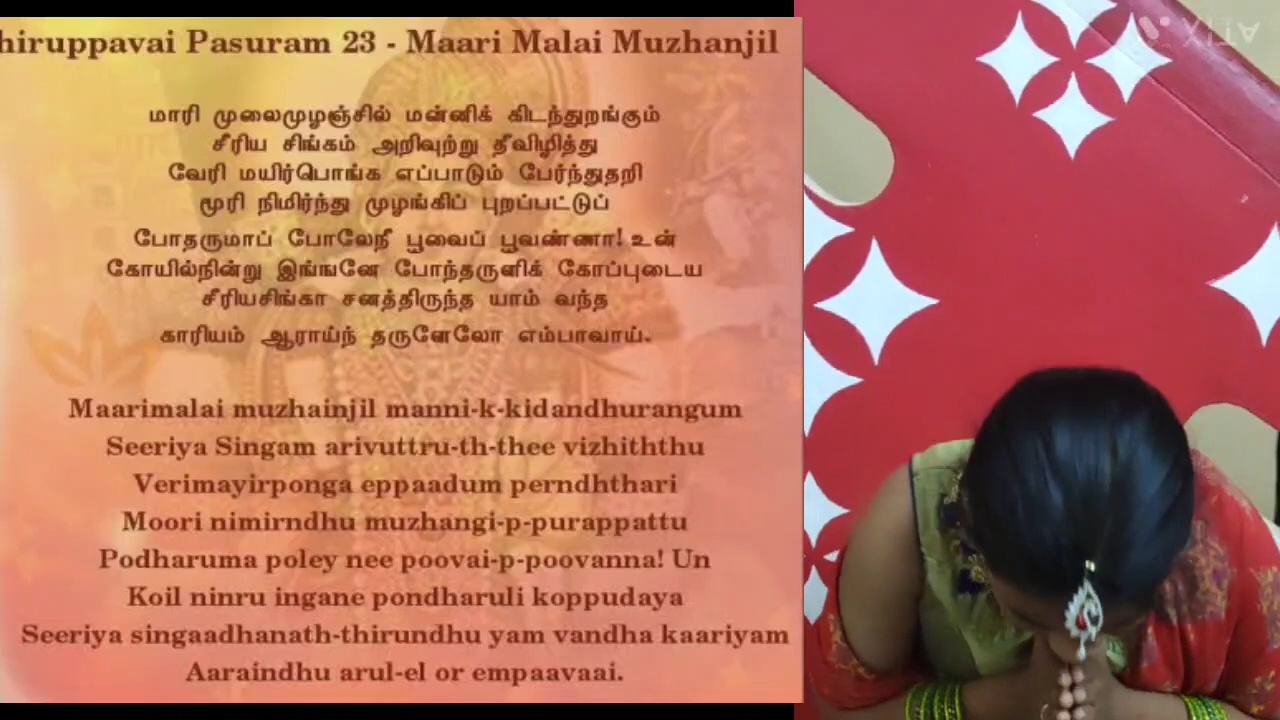 hiruppavai Pasuram 23 - Maari Malai Muzhanjil
மாரி முலைமுழஞ்சில் மன்னிக் கிடந்துறங்கும்
சீரிய சிங்கம் அறிவுற்று தீவிழித்து
வேரி மயிர்பொங்க எப்பாடும் பேர்ந்துதறி
மூரி நிமிர்ந்து முழங்கிப் புறப்பட்டுப்
போதருமாப் போலேநீ பூவைப் பூவண்ணா! உன்
கோயில்நின்று இங்ஙனே போந்தருளிக் கோப்புடைய
சீரியசிங்கா சனத்திருந்த யாம் வந்த
காரியம் ஆராய்ந் தருளேலோ எம்பாவாய்.
Maarimalai muzhainjil manni-k-kidandhurangum
Seeriya Singam arivuttru-th-thee vizhiththu
Verimayirponga eppaadum perndhthari
Moori nimirndhu muzhangi-p-purappattu
Podharuma poley nee poovai-p-poovanna! Un
Koil ninru ingane pondharuli koppudaya
Seeriya singaadhanath-thirundhu yam vandha kaariyam
Aaraindhu arul-el or empaavaai.